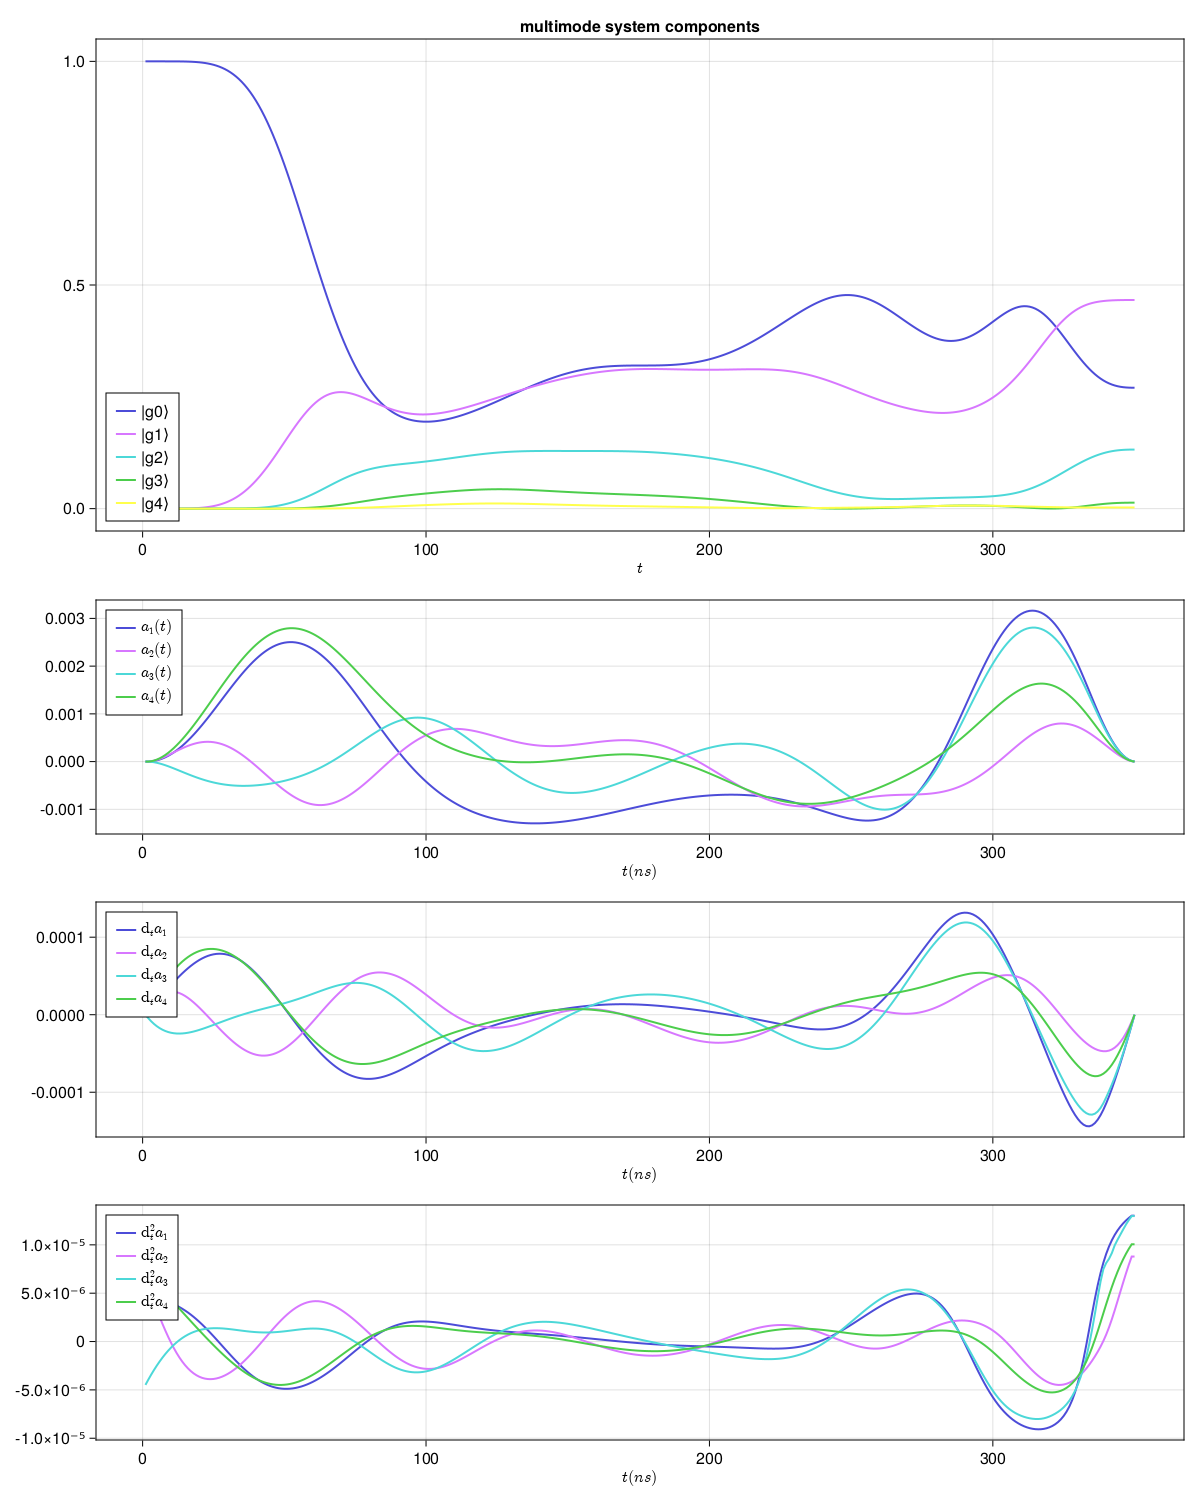 multimode system components
1.0
0.5
0.0
|g0⟩
|g1⟩
|g2⟩
|g3⟩
|g4⟩
0 100 200 300
t
0.003
0.002
0.001
0.000
-0.001
a₁(t)
a₂(t)
a₃(t)
a₄(t)
0 100 200 300
t(ns)
0.0001
0.0000
-0.0001
dₜa₁
dₜa₂
dₜa₃
dₜa₄
0 100 200 300
t(ns)
1.0×10⁻⁵
5.0×10⁻⁶
0
-5.0×10⁻⁶
-1.0×10⁻⁵
d²ₜa₁
d²ₜa₂
d²ₜa₃
d²ₜa₄
0 100 200 300
t(ns)